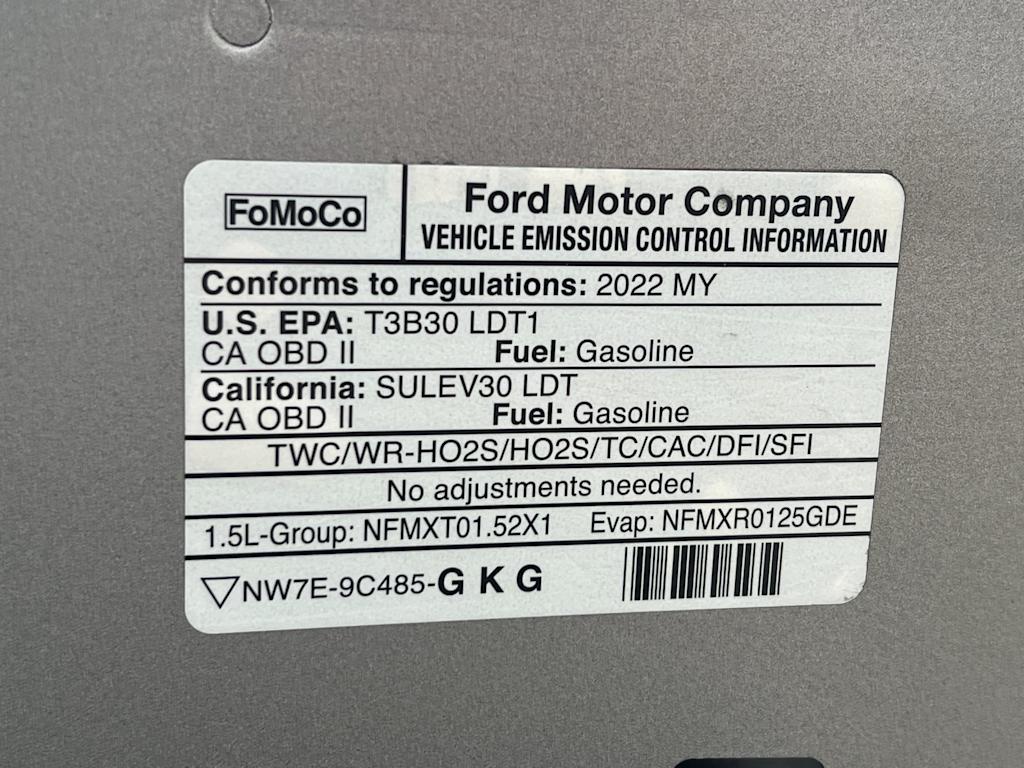 FoMoCo
Ford Motor Company
VEHICLE EMISSION CONTROL INFORMATION
Conforms to regulations: 2022 MY
U.S. EPA: T3B30 LDT1
CA OBD II Fuel: Gasoline
California: SULEV30 LDT
CA OBD II Fuel: Gasoline
TWC/WR-HO2S/HO2S/TC/CAC/DFI/SFI
No adjustments needed.
1.5L-Group: NFMXT01.52X1 Evap: NFMXR0125GDE
NW7E-9C485-G K G